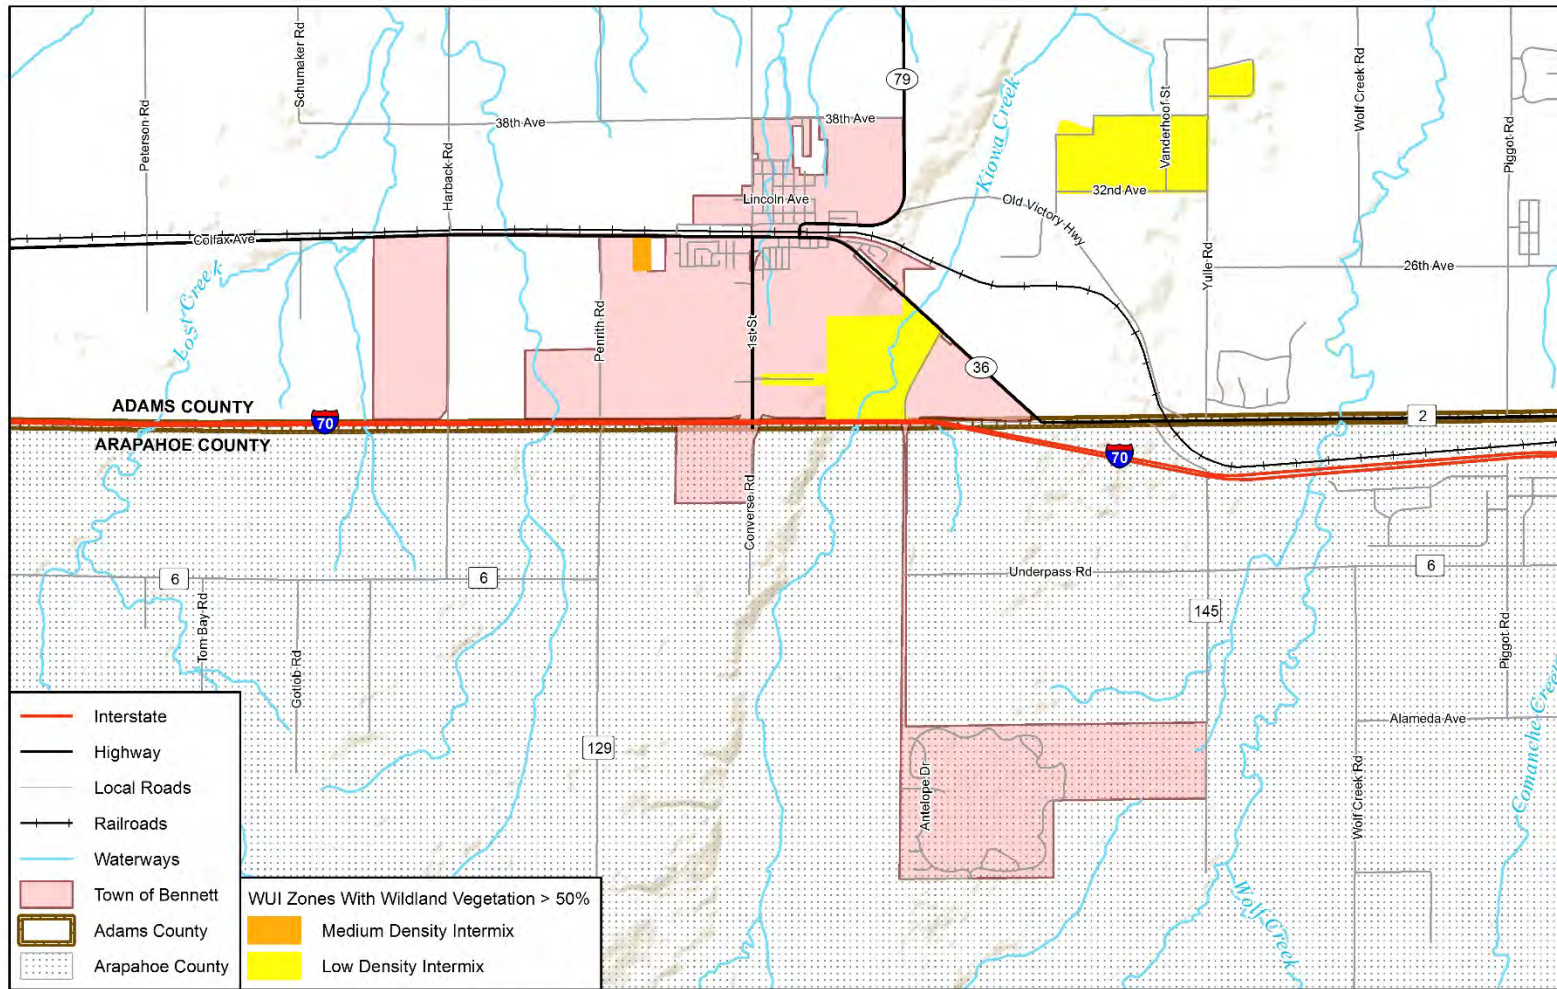 Schumaker Rd
Peterson Rd
Harback Rd
38th Ave
38th Ave
79
Kiowa Creek
Vanderhoof St
Wolf Creek Rd
Piggot Rd
32nd Ave
Lincoln Ave
Old Victory Hwy
Colfax Ave
Yulle Rd
26th Ave
Lost Creek
Penrith Rd
1st St
36
ADAMS COUNTY
70
ARAPAHOE COUNTY
2
70
Converse Rd
6
6
Underpass Rd
6
145
Tom Bay Rd
Gotlob Rd
Piggot Rd
Alameda Ave
129
Antelope Dr
Wolf Creek Rd
Comanche Creek
Wolf Creek
Interstate
Highway
Local Roads
Railroads
Waterways
Town of Bennett
Adams County
Arapahoe County
WUI Zones With Wildland Vegetation > 50%
Medium Density Intermix
Low Density Intermix